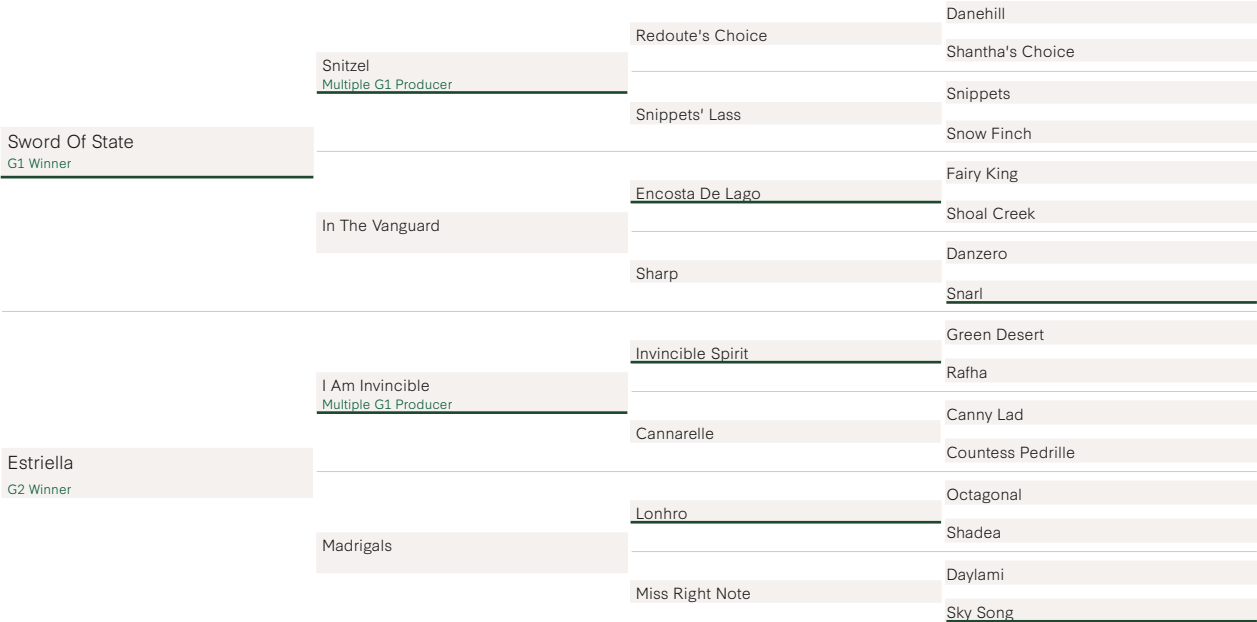 Sword Of State
G1 Winner
Estriella
G2 Winner
Snitzel
Multiple G1 Producer
In The Vanguard
I Am Invincible
Multiple G1 Producer
Madrigals
Redoute's Choice
Snippets' Lass
Encosta De Lago
Sharp
Invincible Spirit
Cannarelle
Lonhro
Miss Right Note
Danehill
Shantha's Choice
Snippets
Snow Finch
Fairy King
Shoal Creek
Danzero
Snarl
Green Desert
Rafha
Canny Lad
Countess Pedrille
Octagonal
Shadea
Daylami
Sky Song